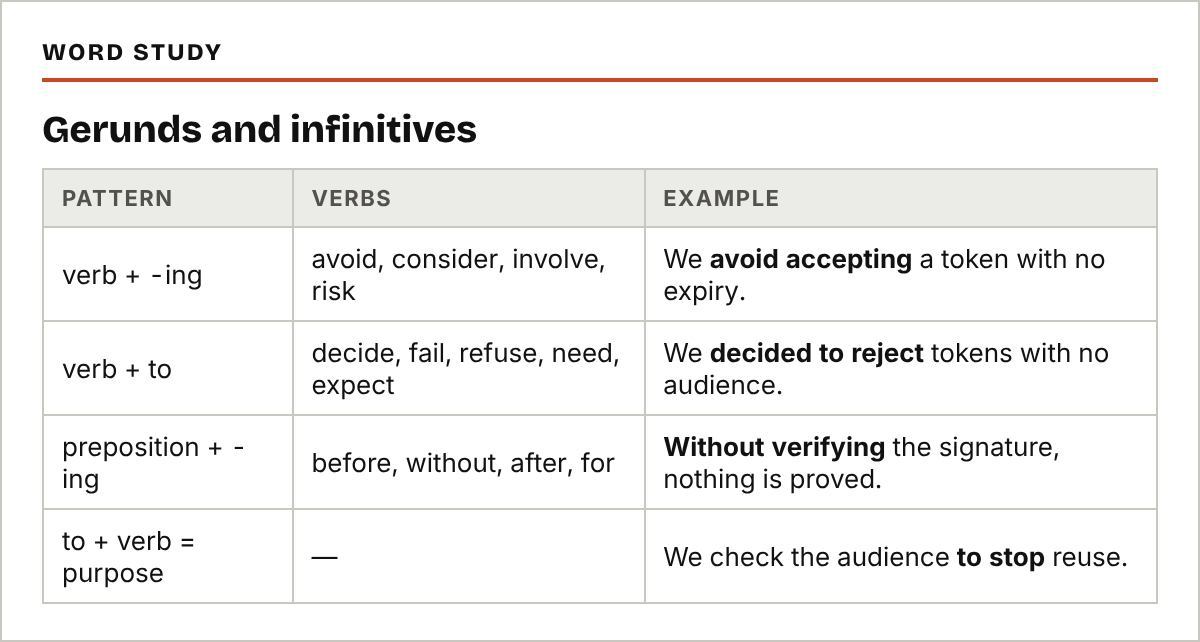 WORD STUDY
Gerunds and infinitives
PATTERN VERBS EXAMPLE
verb + -ing
avoid, consider, involve,
risk
We avoid accepting a token with no
expiry.
verb + to
decide, fail, refuse, need,
expect
We decided to reject tokens with no
audience.
preposition + -
ing
before, without, after, for
Without verifying the signature,
nothing is proved.
to + verb =
purpose
—
We check the audience to stop reuse.